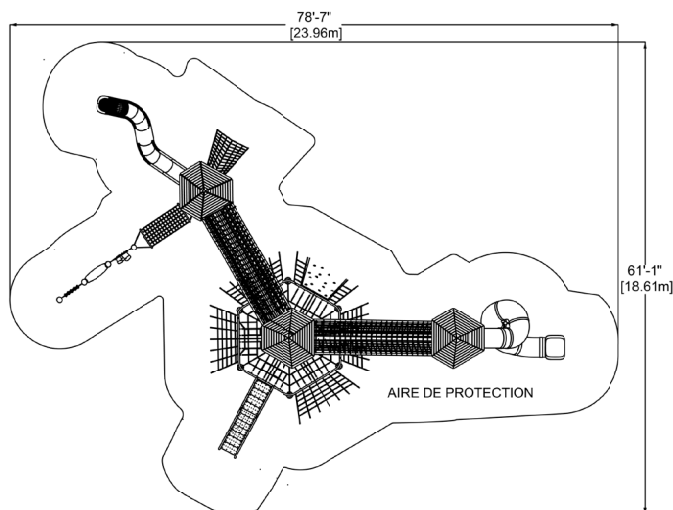 78'-7"
[23.96m]
61'-1"
[18.61m]
AIRE DE PROTECTION